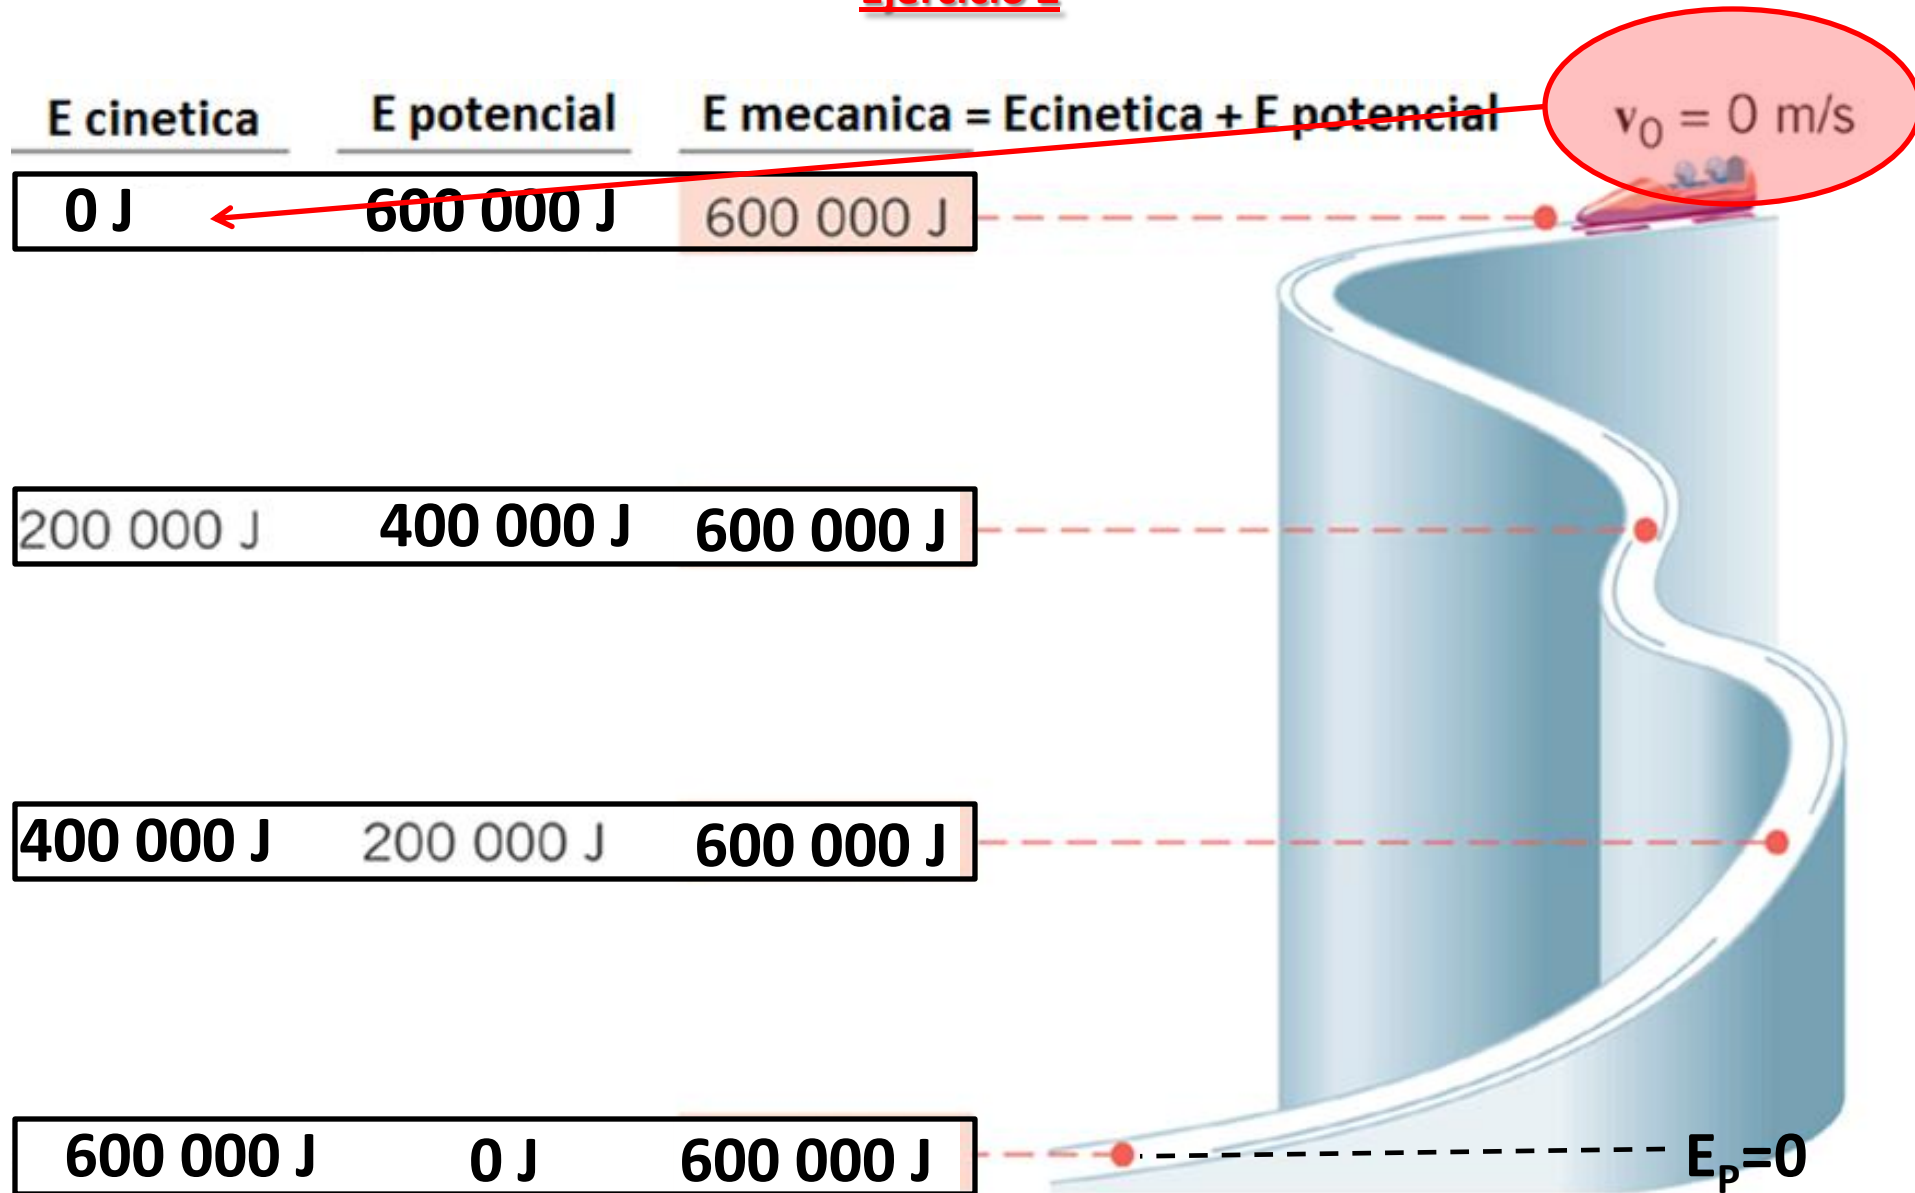 Ejercicio
E cinetica E potencial E mecanica = Ecinetica + E potencial v₀ = 0 m/s
0 J 600 000 J 600 000 J
200 000 J 400 000 J 600 000 J
400 000 J 200 000 J 600 000 J
600 000 J 0 J 600 000 J Eₚ=0